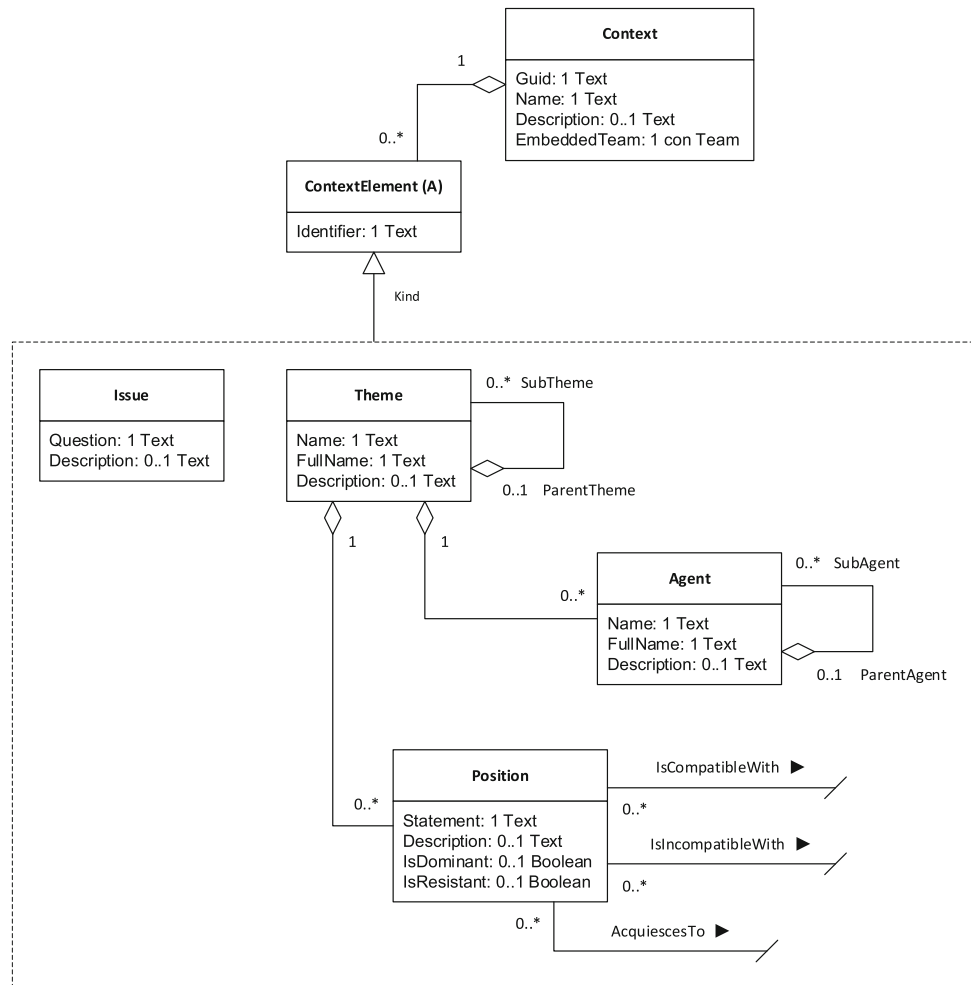 Context
Guid: 1 Text
Name: 1 Text
Description: 0..1 Text
EmbeddedTeam: 1 con Team
1
0..*
ContextElement (A)
Identifier: 1 Text
Kind
Issue
Question: 1 Text
Description: 0..1 Text
Theme
Name: 1 Text
FullName: 1 Text
Description: 0..1 Text
0..* SubTheme
0..1 ParentTheme
1
1
0..*
Agent
Name: 1 Text
FullName: 1 Text
Description: 0..1 Text
0..* SubAgent
0..1 ParentAgent
0..*
Position
Statement: 1 Text
Description: 0..1 Text
IsDominant: 0..1 Boolean
IsResistant: 0..1 Boolean
IsCompatibleWith ►
0..*
IsIncompatibleWith ►
0..*
0..*
AcquiescesTo ►